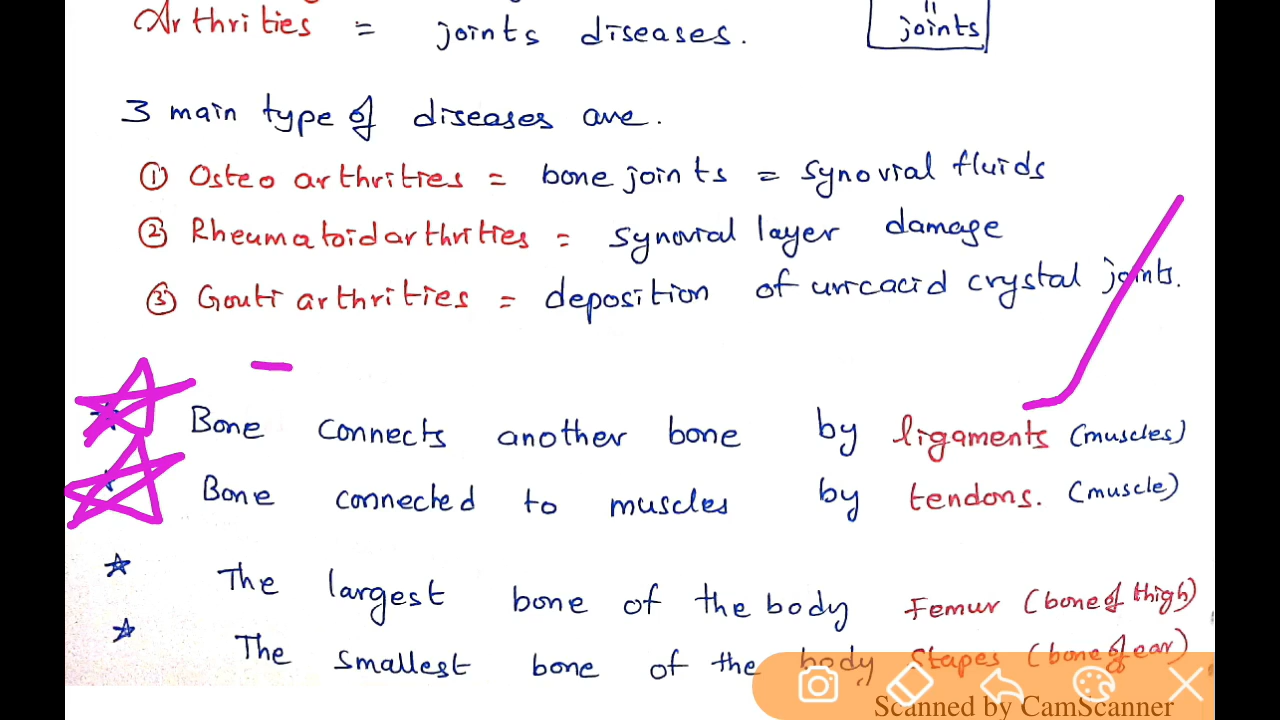 Arthrities = joints diseases.
"
joints
3 main type of diseases are.
① Osteo arthrities = bone joints = synovial fluids
② Rheumatoidarthrities = synovial layer damage
③ Gouti arthrities = deposition of uricacid crystal joints.
Bone connects another bone by ligaments (muscles)
Bone connected to muscles by tendons. (muscle)
☆ The largest bone of the body Femur (bone of thigh)
☆ The smallest bone of the body stapes (bone of ear)
Scanned by CamScanner